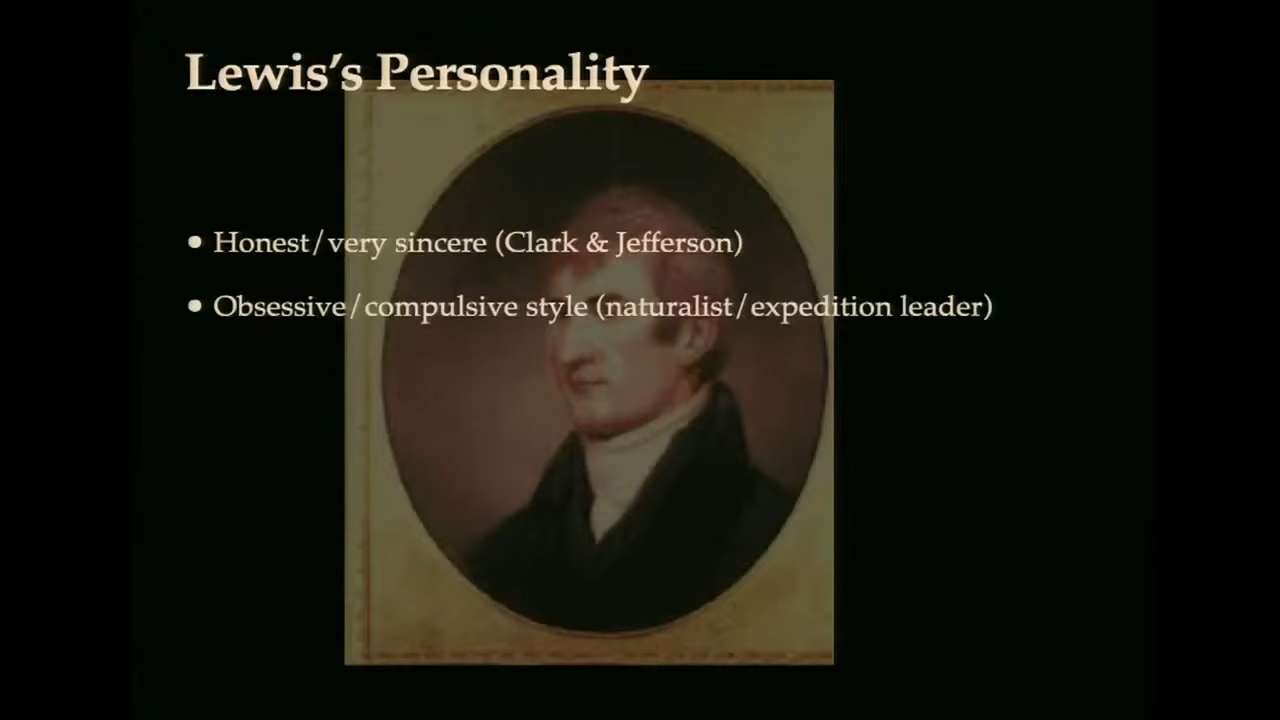 Lewis’s Personality
• Honest/very sincere (Clark & Jefferson)
• Obsessive/compulsive style (naturalist/expedition leader)